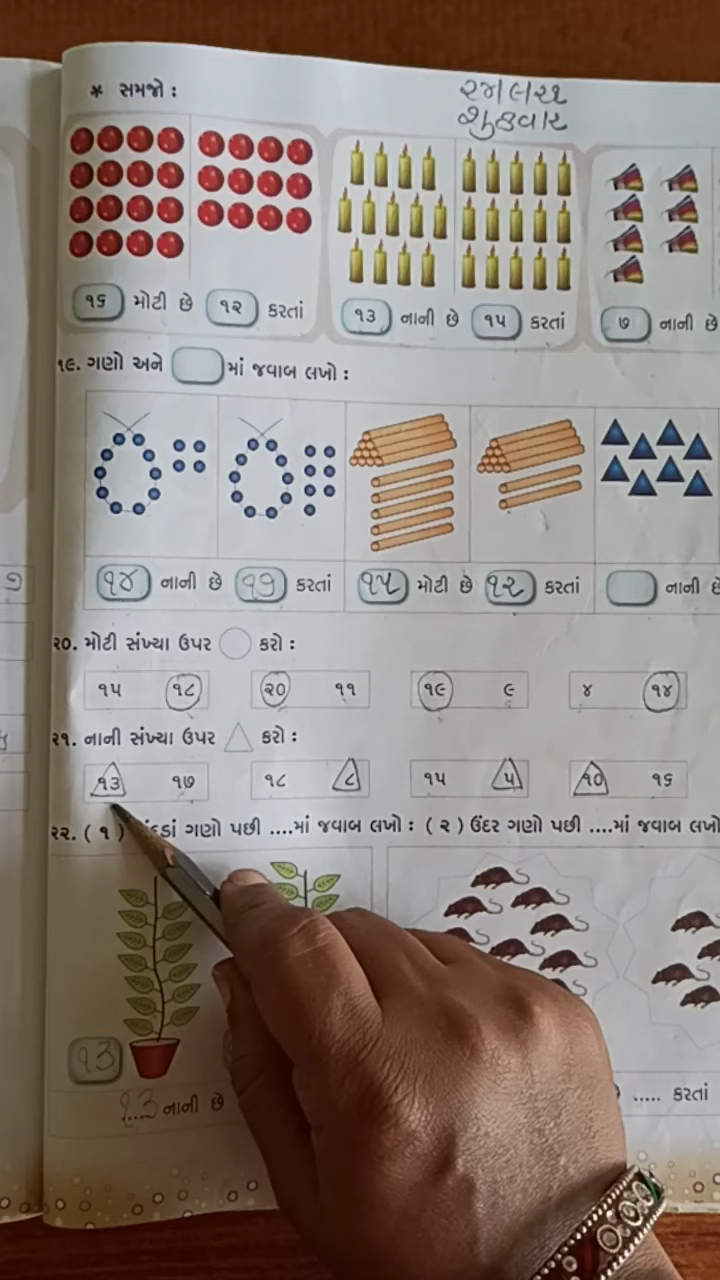 * સમજો :
૨૪/૯/૨૧
શુક્રવાર
૧૬ મોટી છે ૧૨ કરતાં
૧૩ નાની છે ૧૫ કરતાં
૭ નાની છે
૧૯. ગણો અને માં જવાબ લખો :
૧૪ નાની છે ૧૭ કરતાં
૧૫ મોટી છે ૧૨ કરતાં
નાની છે
૨૦. મોટી સંખ્યા ઉપર કરો :
૧૫ ૧૮ ૨૦ ૧૧ ૧૯ ૯ ૪ ૧૪
૨૧. નાની સંખ્યા ઉપર કરો :
૧૩ ૧૭ ૧૮ ૮ ૧૫ ૫ ૧૦ ૧૬
૨૨. ( ૧ ) ગણો પછી ....માં જવાબ લખો : ( ૨ ) ઉંદર ગણો પછી ....માં જવાબ લખો
૧૩
૧૩ નાની છે
..... કરતાં